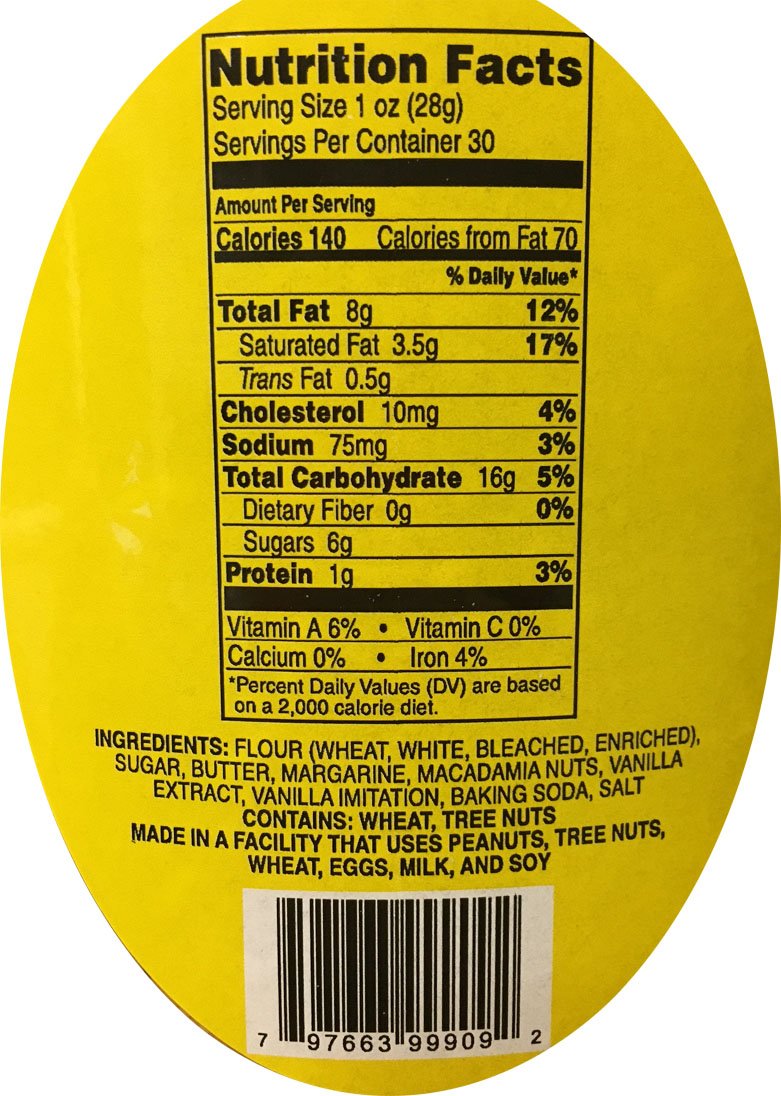 Nutrition Facts
Serving Size 1 oz (28g)
Servings Per Container 30
Amount Per Serving
Calories 140 Calories from Fat 70
% Daily Value*
Total Fat 8g 12%
Saturated Fat 3.5g 17%
Trans Fat 0.5g
Cholesterol 10mg 4%
Sodium 75mg 3%
Total Carbohydrate 16g 5%
Dietary Fiber 0g 0%
Sugars 6g
Protein 1g 3%
Vitamin A 6% • Vitamin C 0%
Calcium 0% • Iron 4%
*Percent Daily Values (DV) are based
on a 2,000 calorie diet.
INGREDIENTS: FLOUR (WHEAT, WHITE, BLEACHED, ENRICHED),
SUGAR, BUTTER, MARGARINE, MACADAMIA NUTS, VANILLA
EXTRACT, VANILLA IMITATION, BAKING SODA, SALT
CONTAINS: WHEAT, TREE NUTS
MADE IN A FACILITY THAT USES PEANUTS, TREE NUTS,
WHEAT, EGGS, MILK, AND SOY
7 97663 99909 2